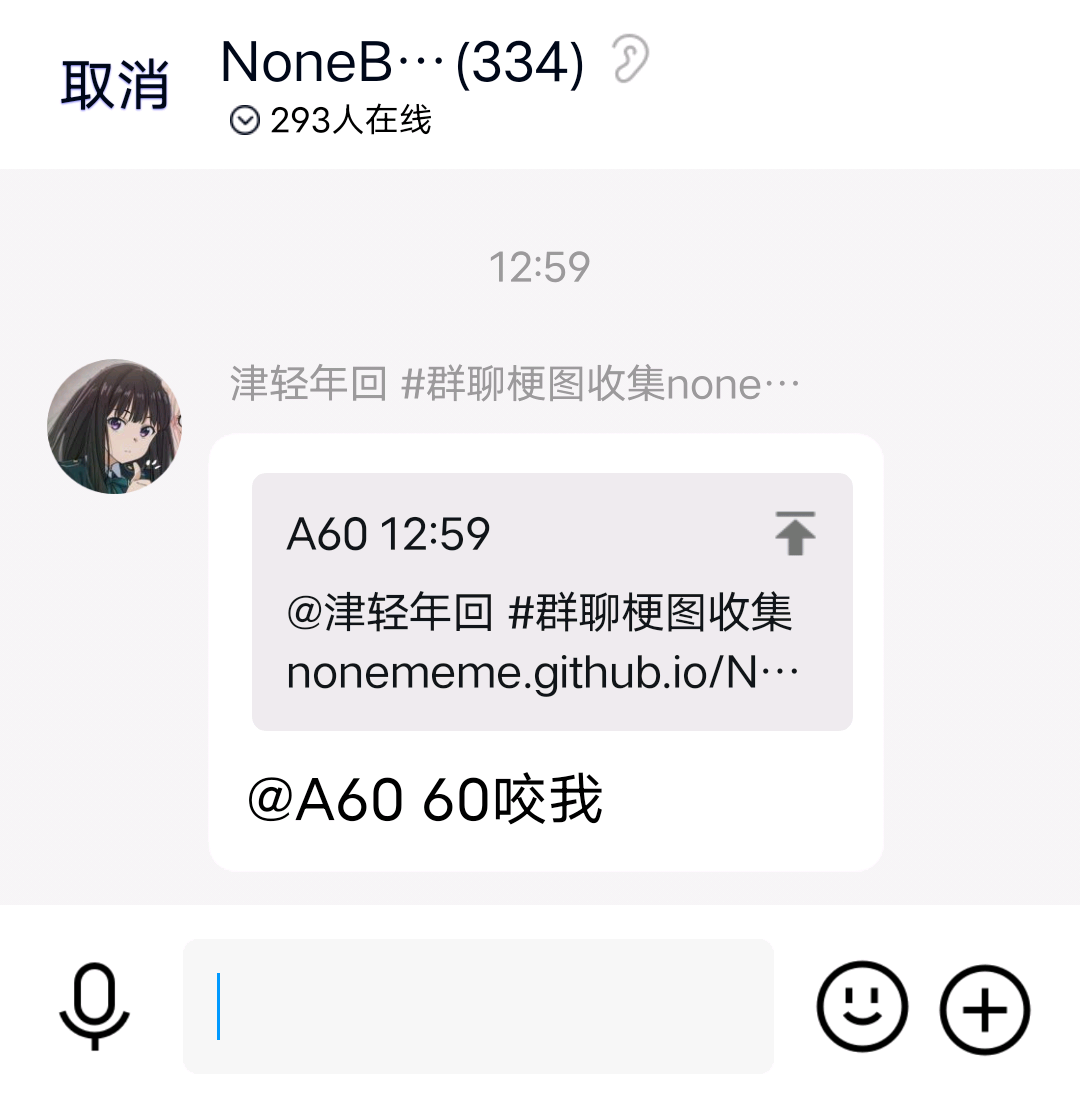 取消
NoneB···(334)
293人在线
12:59
津轻年回 #群聊梗图收集none···
A60 12:59
@津轻年回 #群聊梗图收集
nonememe.github.io/N···
@A60 60咬我